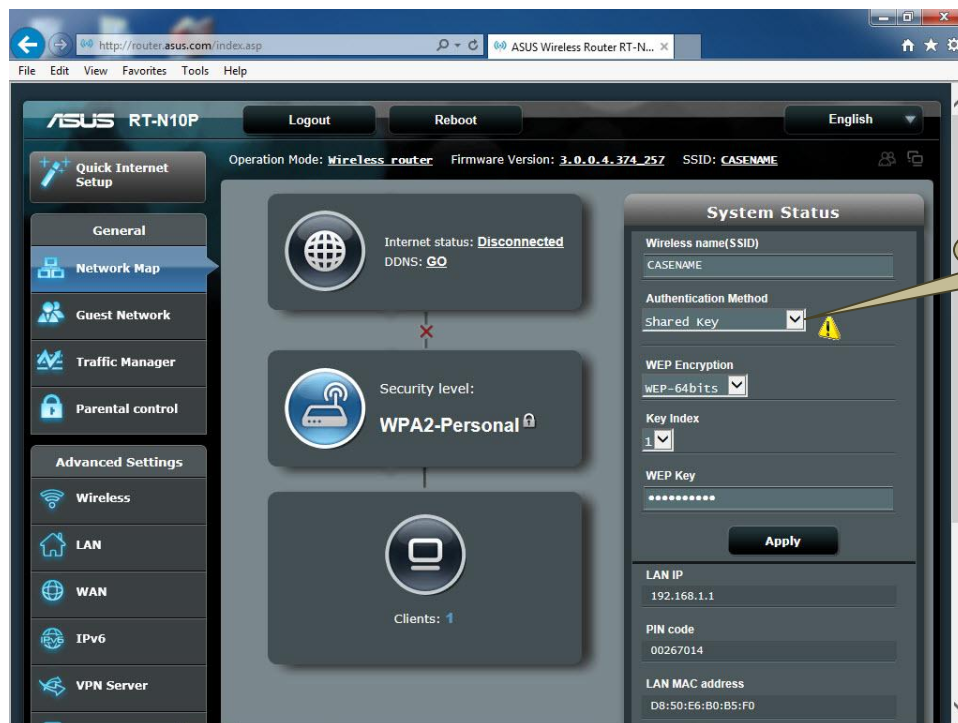 http://router.asus.com/index.asp
ASUS Wireless Router RT-N...
File Edit View Favorites Tools Help
ASUS RT-N10P
Logout
Reboot
English
Quick Internet
Setup
Operation Mode: Wireless router Firmware Version: 3.0.0.4.374_257 SSID: CASENAME
General
Network Map
Guest Network
Traffic Manager
Parental control
Advanced Settings
Wireless
LAN
WAN
IPv6
IPv6
VPN Server
Internet status: Disconnected
DDNS: GO
Security level:
WPA2-Personal
Clients: 1
System Status
Wireless name(SSID)
CASENAME
Authentication Method
Shared Key
WEP Encryption
WEP-64bits
Key Index
1
WEP Key
••••••••••
Apply
LAN IP
192.168.1.1
PIN code
00267014
LAN MAC address
D8:50:E6:B0:B5:F0